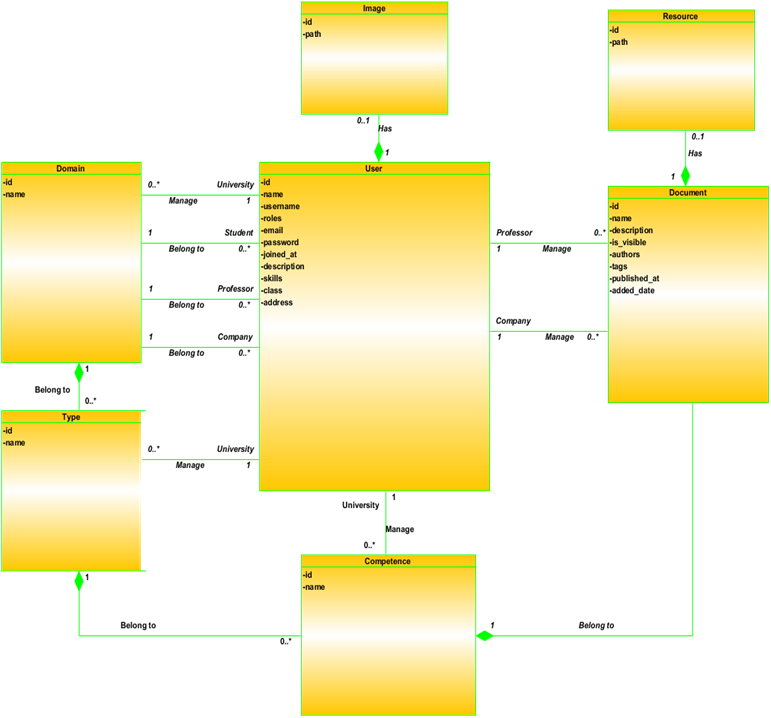 Image
-id
-path
0..1
Has
1
Resource
-id
-path
0..1
Has
1
Domain
-id
-name
0..* University
Manage 1
1 Student
Belong to 0..*
1 Professor
Belong to 0..*
1 Company
Belong to 0..*
User
-id
-name
-username
-roles
-email
-password
-joined_at
-description
-skills
-class
-address
Professor 0..*
1 Manage
Company
1 Manage 0..*
Document
-id
-name
-description
-is_visible
-authors
-tags
-published_at
-added_date
1
Belong to
0..*
Type
-id
-name
0..* University
Manage 1
1
University
Manage
0..*
1
Belong to
0..*
Competence
-id
-name
1 Belong to